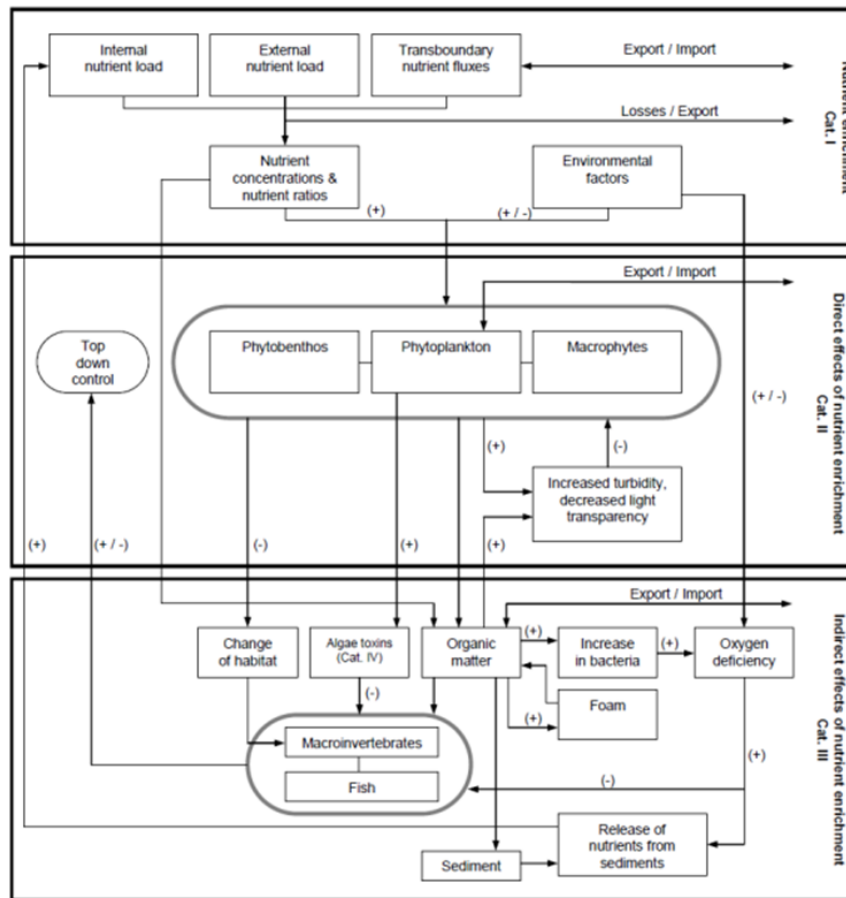 Internal
nutrient load
External
nutrient load
Transboundary
nutrient fluxes
Export / Import
Losses / Export
Nutrient
concentrations &
nutrient ratios
Environmental
factors
(+)
(+ / -)
Nutrient enrichment
Cat. I
Export / Import
Top
down
control
Phytobenthos
Phytoplankton
Macrophytes
(+ / -)
(+)
(-)
Increased turbidity,
decreased light
transparency
(+)
(+ / -)
(-)
(+)
(+)
Direct effects of nutrient enrichment
Cat. II
Export / Import
Change
of habitat
Algae toxins
(Cat. IV)
Organic
matter
(+)
Increase
in bacteria
(+)
Oxygen
deficiency
(-)
Foam
(+)
Macroinvertebrates
Fish
(+)
(-)
Release of
nutrients from
sediments
Sediment
Indirect effects of nutrient enrichment
Cat. III